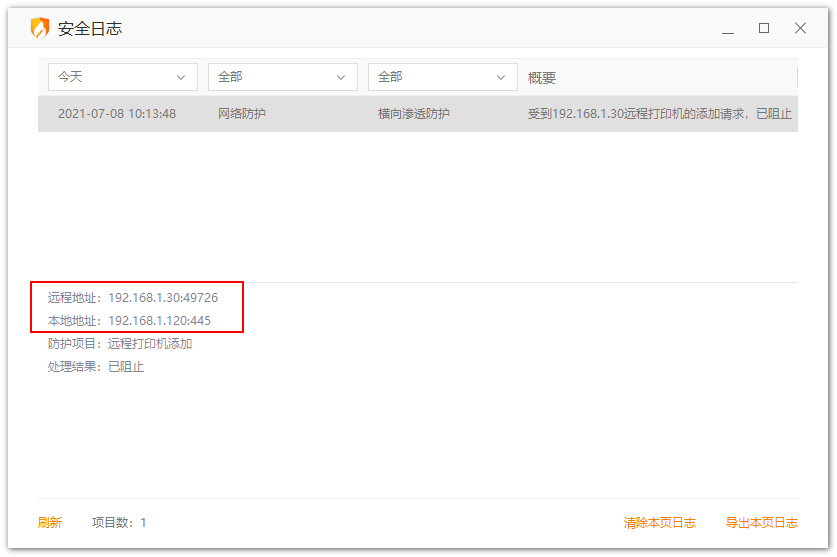 安全日志
今天 全部 全部 概要
2021-07-08 10:13:48 网络防护 横向渗透防护 受到192.168.1.30远程打印机的添加请求，已阻止
远程地址：192.168.1.30:49726
本地地址：192.168.1.120:445
防护项目：远程打印机添加
处理结果：已阻止
刷新 项目数：1 清除本页日志 导出本页日志